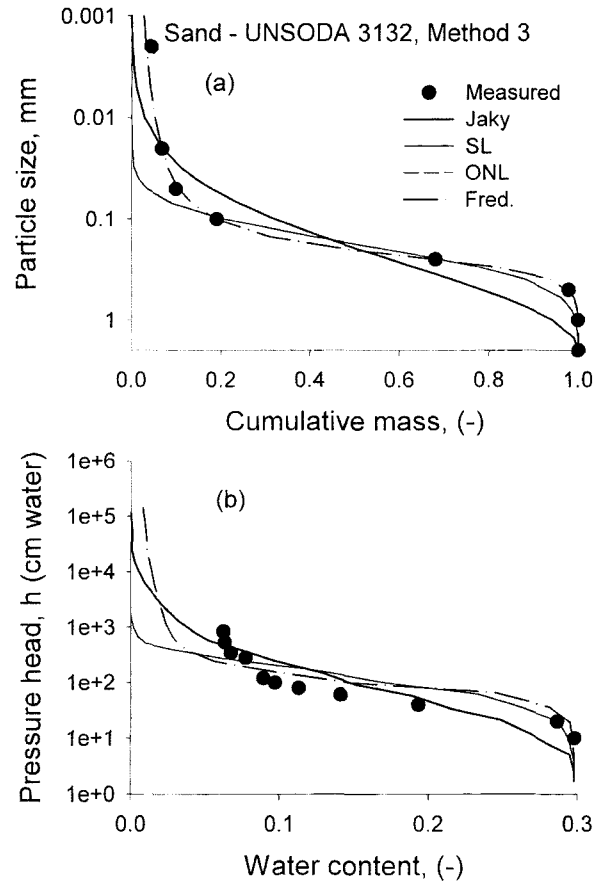 Sand - UNSODA 3132, Method 3
(a)
Measured
Jaky
SL
ONL
Fred.
Particle size, mm
0.001
0.01
0.1
1
0.0 0.2 0.4 0.6 0.8 1.0
Cumulative mass, (-)
(b)
Pressure head, h (cm water)
1e+6
1e+5
1e+4
1e+3
1e+2
1e+1
1e+0
0.0 0.1 0.2 0.3
Water content, (-)